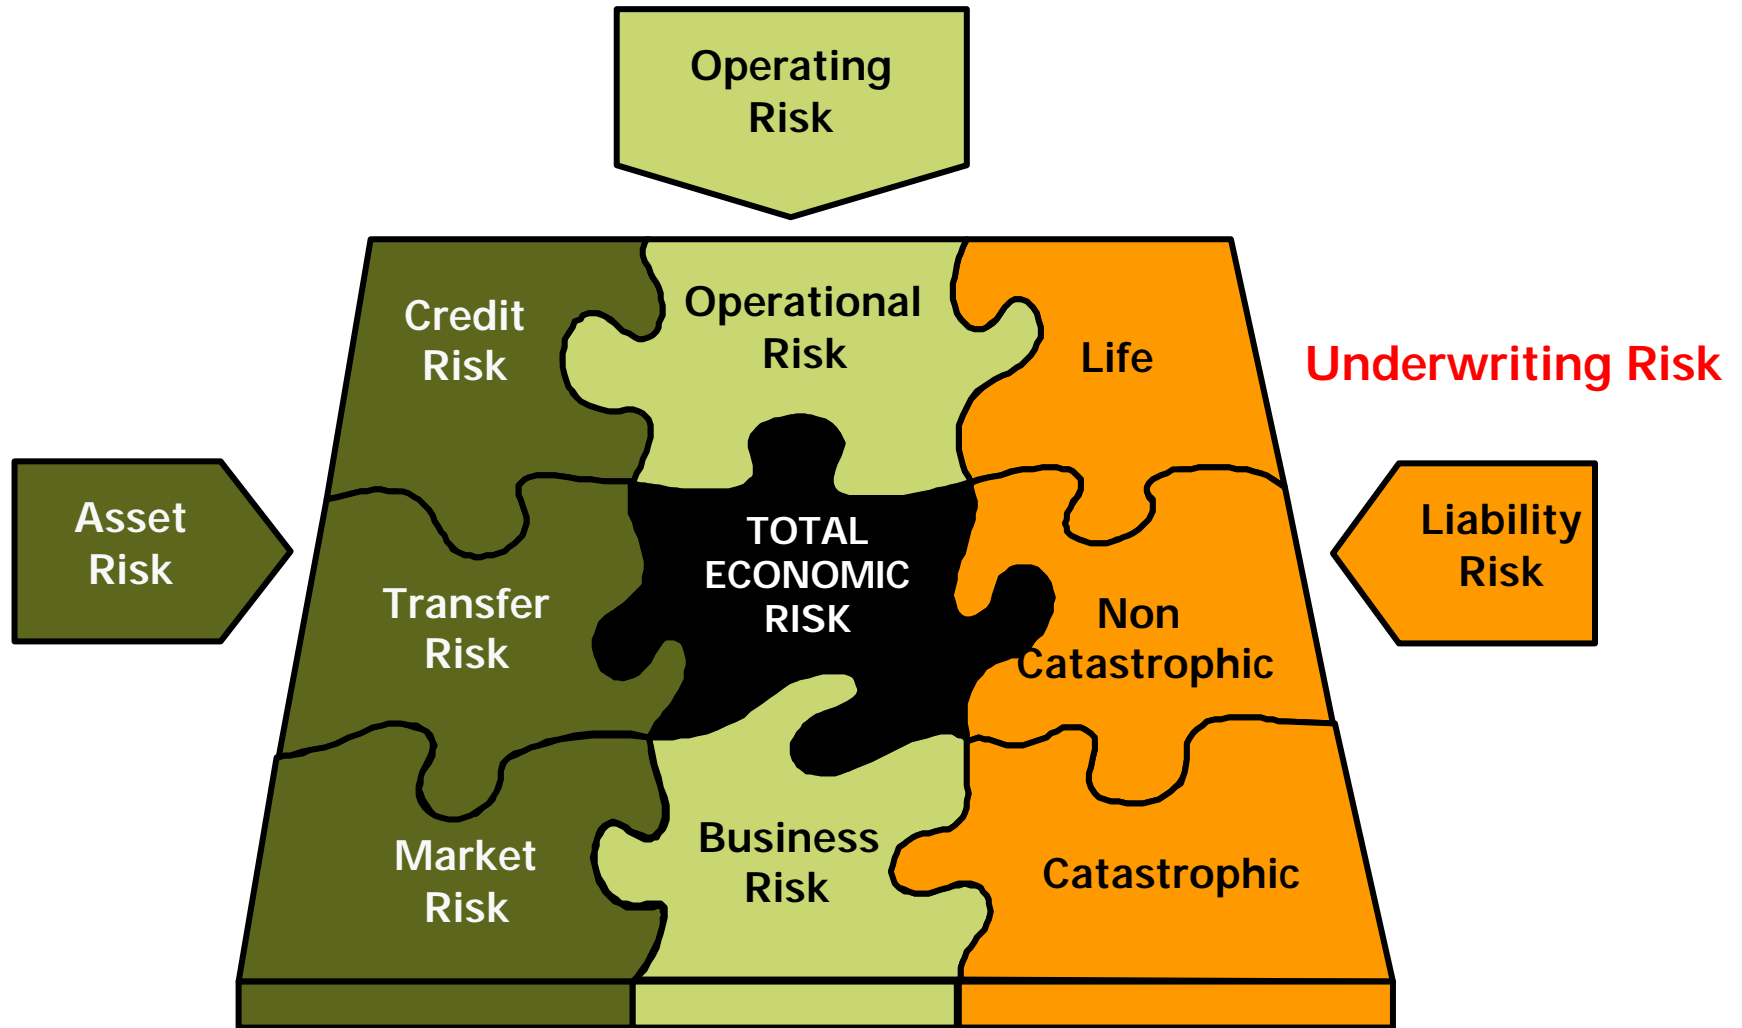 Operating
Risk
Credit
Risk
Operational
Risk
Life
Underwriting Risk
Asset
Risk
Transfer
Risk
TOTAL
ECONOMIC
RISK
Non
Catastrophic
Liability
Risk
Market
Risk
Business
Risk
Catastrophic